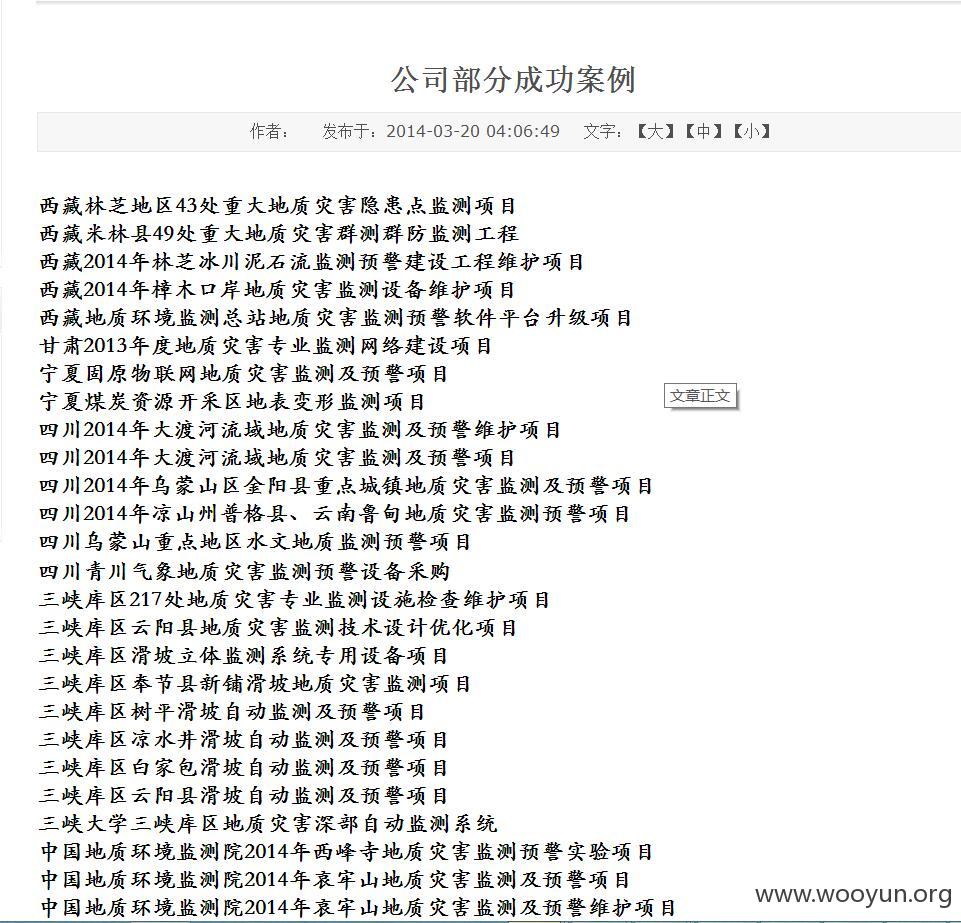 公司部分成功案例
作者： 发布于：2014-03-20 04:06:49 文字：【大】【中】【小】
西藏林芝地区43处重大地质灾害隐患点监测项目
西藏米林县49处重大地质灾害群测群防监测工程
西藏2014年林芝冰川泥石流监测预警建设工程维护项目
西藏2014年樟木口岸地质灾害监测设备维护项目
西藏地质环境监测总站地质灾害监测预警软件平台升级项目
甘肃2013年度地质灾害专业监测网络建设项目
宁夏固原物联网地质灾害监测及预警项目
文章正文
宁夏煤炭资源开采区地表变形监测项目
四川2014年大渡河流域地质灾害监测及预警维护项目
四川2014年大渡河流域地质灾害监测及预警项目
四川2014年乌蒙山区金阳县重点城镇地质灾害监测及预警项目
四川2014年凉山州普格县、云南鲁甸地质灾害监测预警项目
四川乌蒙山重点地区水文地质监测预警项目
四川青川气象地质灾害监测预警设备采购
三峡库区217处地质灾害专业监测设施检查维护项目
三峡库区云阳县地质灾害监测技术设计优化项目
三峡库区滑坡立体监测系统专用设备项目
三峡库区奉节县新铺滑坡地质灾害监测项目
三峡库区树平滑坡自动监测及预警项目
三峡库区凉水井滑坡自动监测及预警项目
三峡库区白家包滑坡自动监测及预警项目
三峡库区云阳县滑坡自动监测及预警项目
三峡大学三峡库区地质灾害深部自动监测系统
中国地质环境监测院2014年西峰寺地质灾害监测预警实验项目
中国地质环境监测院2014年哀牢山地质灾害监测及预警项目
中国地质环境监测院2014年哀牢山地质灾害监测及预警维护项目
www.wooyun.org